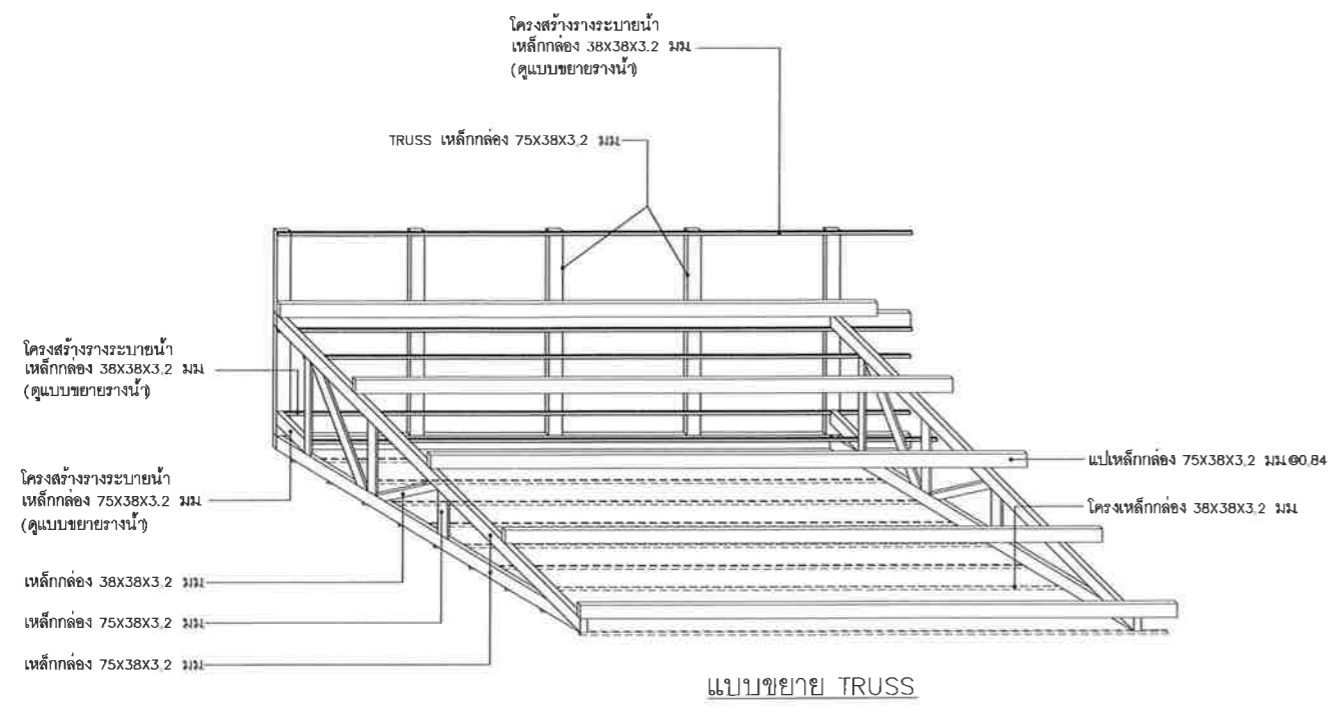 โครงสร้างรางระบายน้ำ
เหล็กกล่อง 38X38X3.2 มม.
(ดูแบบขยายรางน้ำ)
TRUSS เหล็กกล่อง 75X38X3.2 มม.
โครงสร้างรางระบายน้ำ
เหล็กกล่อง 38X38X3.2 มม.
(ดูแบบขยายรางน้ำ)
โครงสร้างรางระบายน้ำ
เหล็กกล่อง 75X38X3.2 มม.
(ดูแบบขยายรางน้ำ)
แปเหล็กกล่อง 75X38X3.2 มม.@0.84
โครงเหล็กกล่อง 38X38X3.2 มม.
เหล็กกล่อง 38X38X3.2 มม.
เหล็กกล่อง 75X38X3.2 มม.
เหล็กกล่อง 75X38X3.2 มม.
แบบขยาย TRUSS